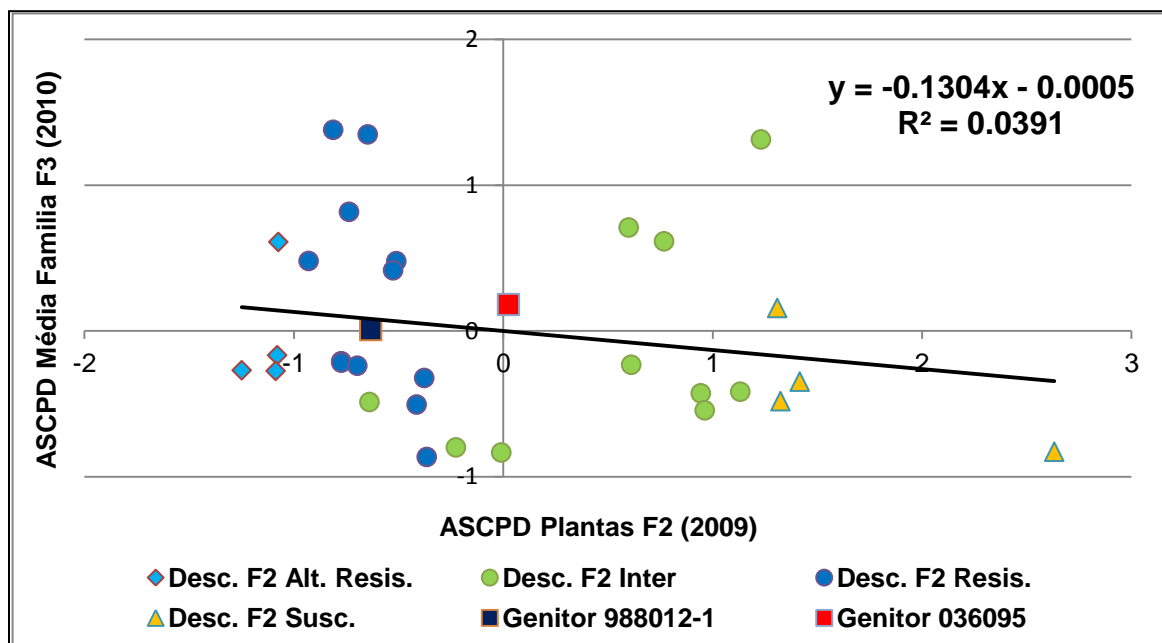 2
y = -0.1304x - 0.0005
R² = 0.0391
1
0
-1
-2 -1 0 1 2 3
ASCPD Média Familia F3 (2010)
ASCPD Plantas F2 (2009)
Desc. F2 Alt. Resis. Desc. F2 Inter Desc. F2 Resis.
Desc. F2 Susc. Genitor 988012-1 Genitor 036095